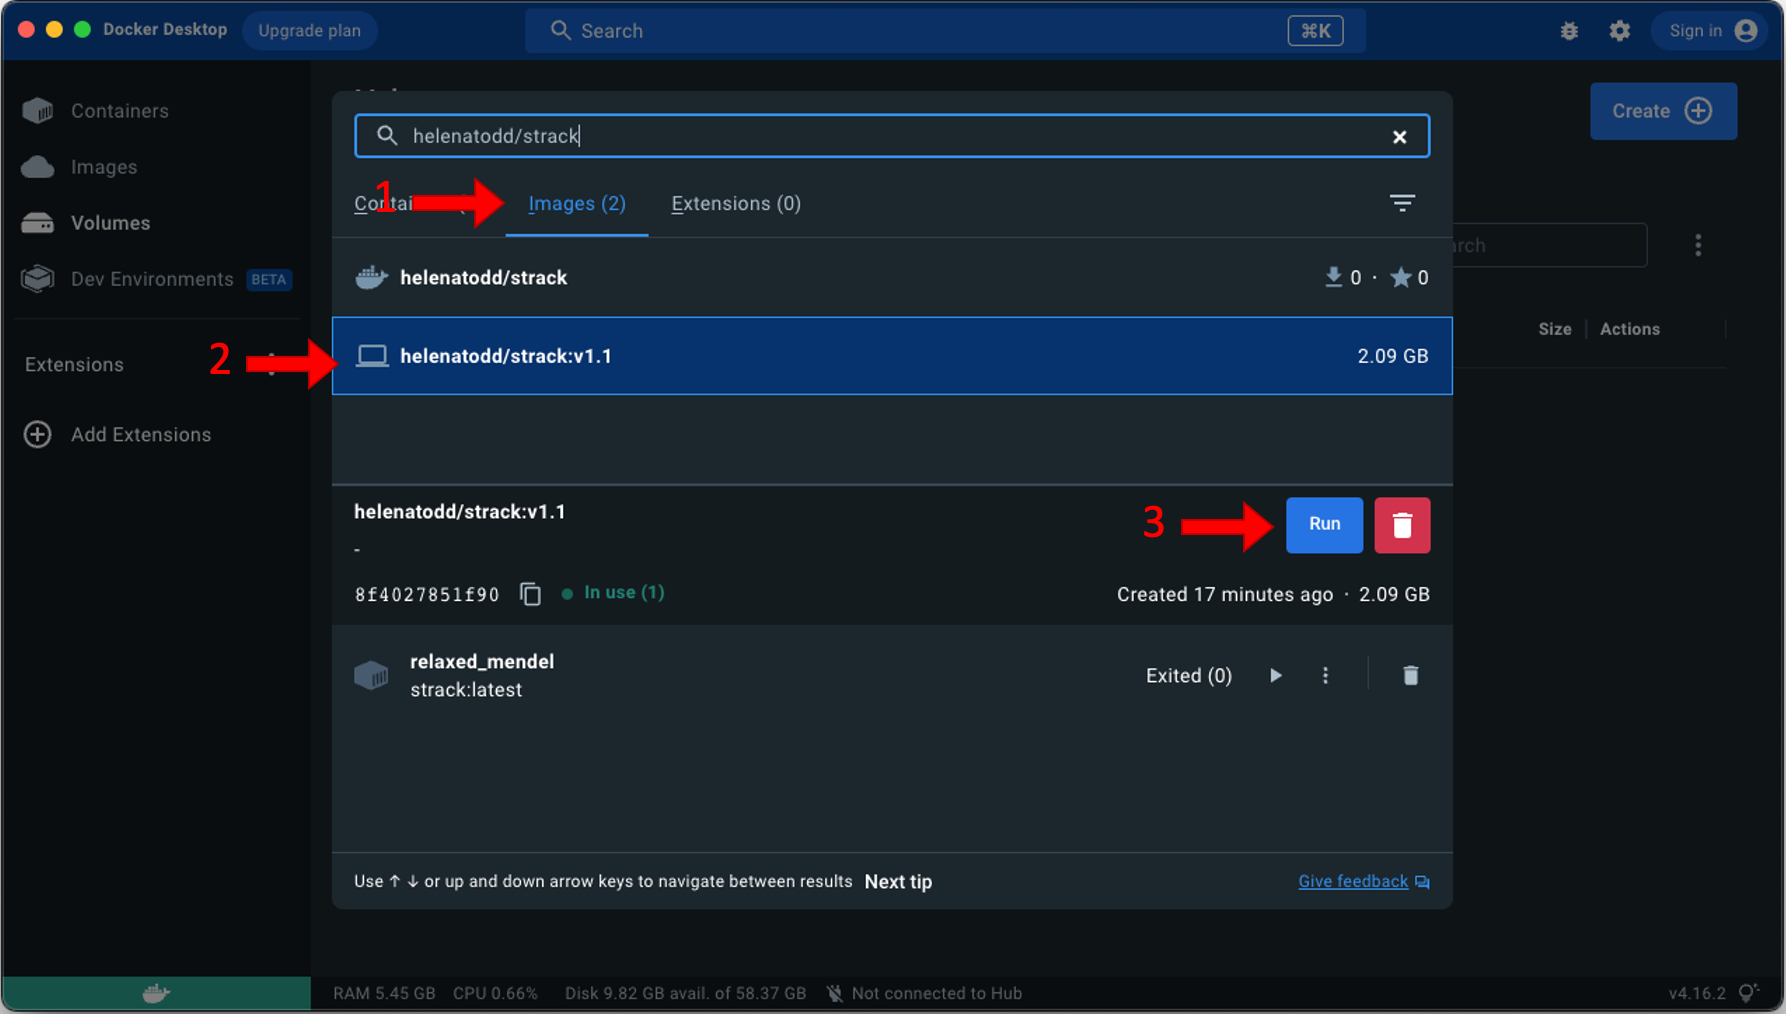 Docker Desktop Upgrade plan Search ⌘K Sign in
Containers
Images
Volumes
Dev Environments BETA
Extensions
Add Extensions
Create
helenatodd/strack
1 Images (2) Extensions (0)
helenatodd/strack 0 · 0
2 helenatodd/strack:v1.1 2.09 GB
Size Actions
helenatodd/strack:v1.1 3 Run
-
8f4027851f90 In use (1) Created 17 minutes ago · 2.09 GB
relaxed_mendel
strack:latest Exited (0)
Use ↑ ↓ or up and down arrow keys to navigate between results Next tip Give feedback
RAM 5.45 GB CPU 0.66% Disk 9.82 GB avail. of 58.37 GB Not connected to Hub v4.16.2